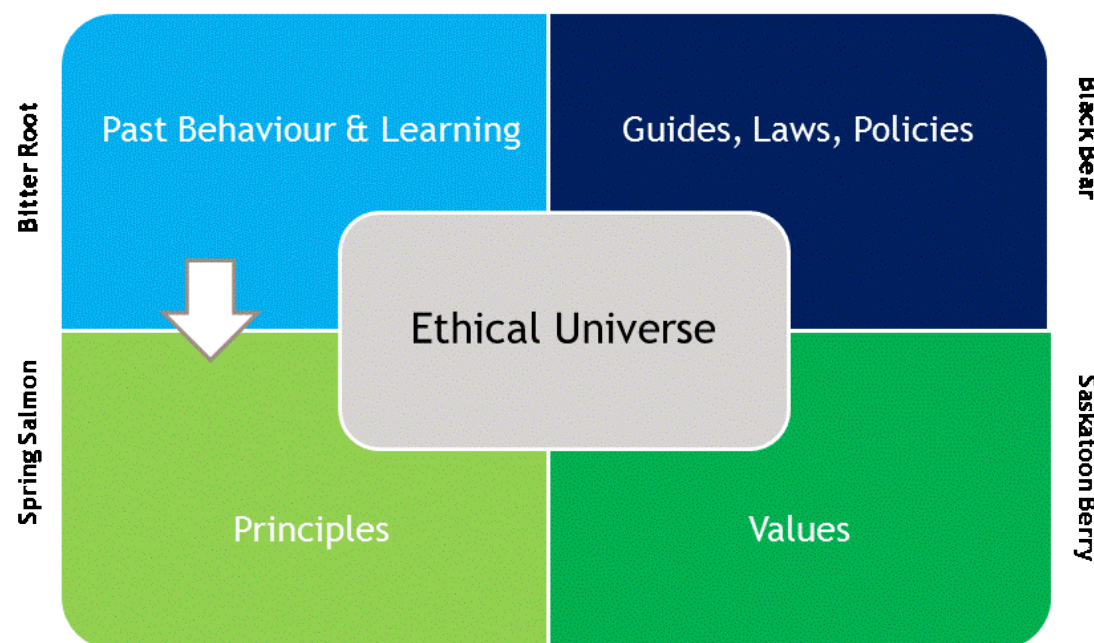 Past Behaviour & Learning
Guides, Laws, Policies
Bitter Root
Black Bear
Ethical Universe
Spring Salmon
Saskatoon Berry
Principles
Values